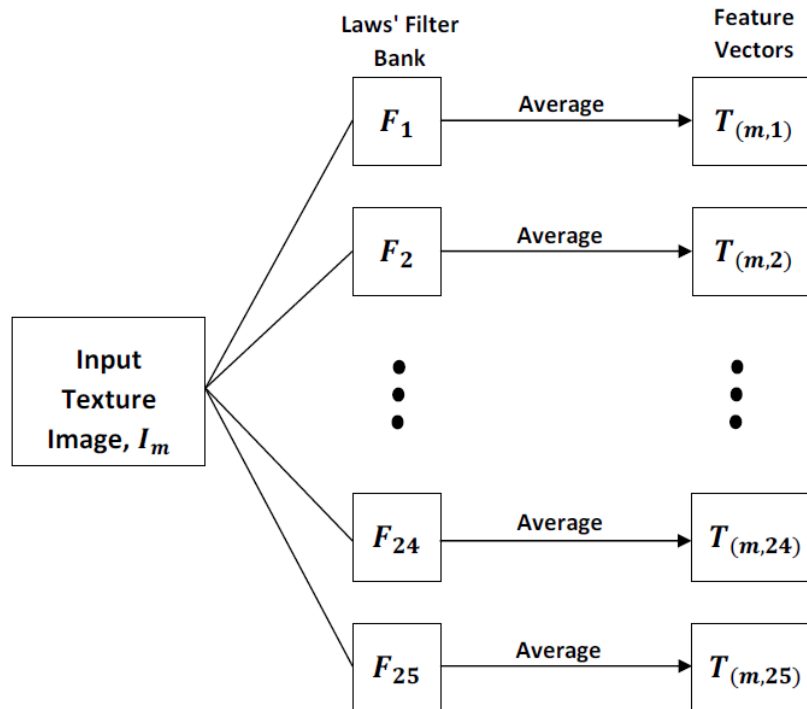 Laws' Filter
Bank
Feature
Vectors
F₁
Average
T₍m,1₎
F₂
Average
T₍m,2₎
Input
Texture
Image, Iₘ
F₂₄
Average
T₍m,24₎
F₂₅
Average
T₍m,25₎